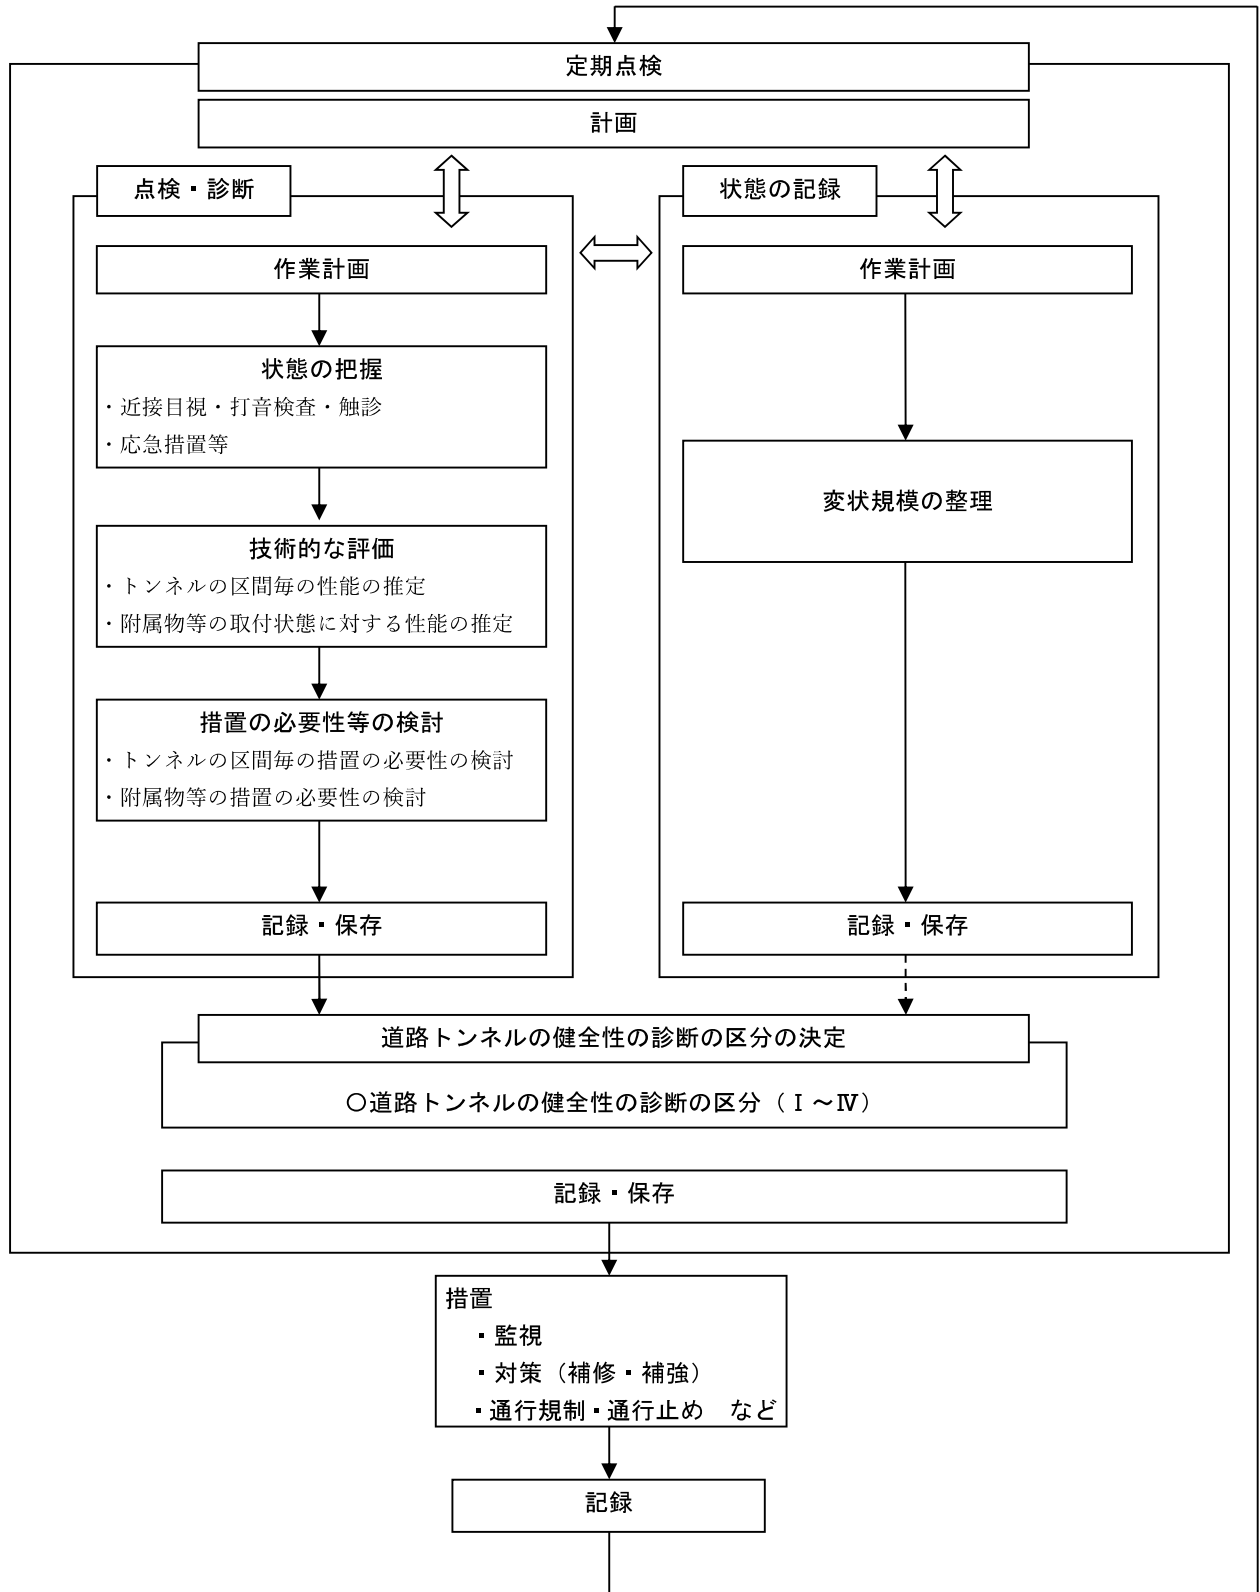 定期点検
計画
点検・診断
作業計画
状態の把握
・近接目視・打音検査・触診
・応急措置等
技術的な評価
・トンネルの区間毎の性能の推定
・附属物等の取付状態に対する性能の推定
措置の必要性等の検討
・トンネルの区間毎の措置の必要性の検討
・附属物等の措置の必要性の検討
記録・保存
状態の記録
作業計画
変状規模の整理
記録・保存
道路トンネルの健全性の診断の区分の決定
〇道路トンネルの健全性の診断の区分（Ⅰ～Ⅳ）
記録・保存
措置
・監視
・対策（補修・補強）
・通行規制・通行止め　など
記録